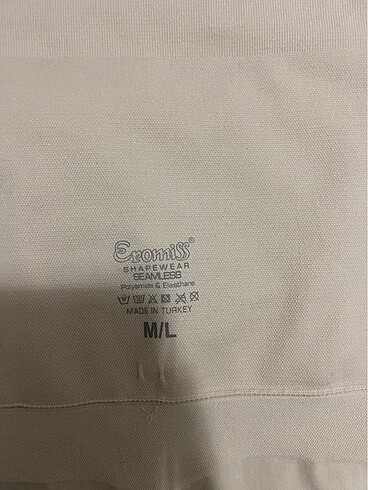 Eromiss®
SHAPEWEAR
SEAMLESS
Polyamide & Elasthane
MADE IN TURKEY
M/L